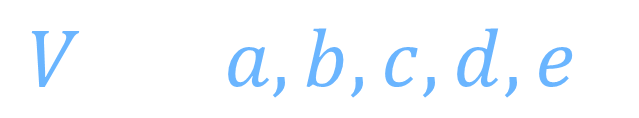 V a, b, c, d, e